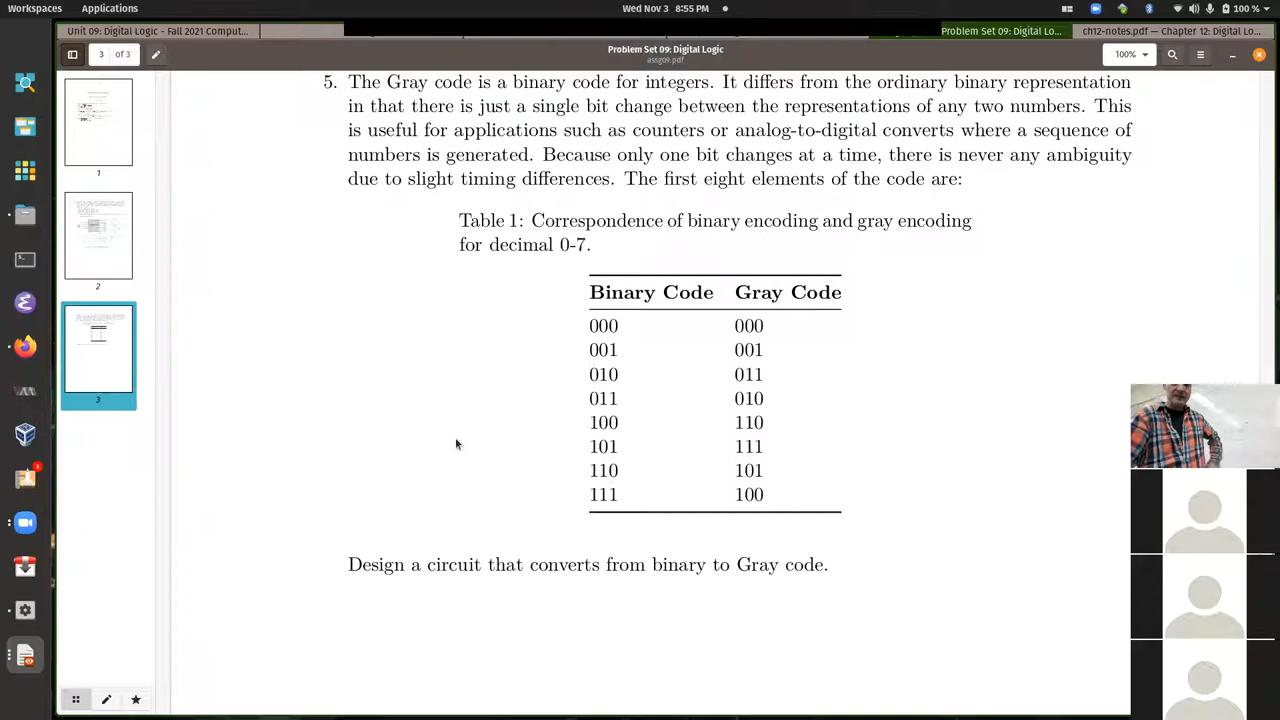 Workspaces Applications Wed Nov 3 8:55 PM 100 %
Unit 09: Digital Logic - Fall 2021 Comput... Problem Set 09: Digital Lo... ch12-notes.pdf — Chapter 12: Digital Lo...
3 of 3 Problem Set 09: Digital Logic 100%
assg09.pdf
5. The Gray code is a binary code for integers. It differs from the ordinary binary representation
in that there is just a single bit change between the representations of any two numbers. This
is useful for applications such as counters or analog-to-digital converts where a sequence of
numbers is generated. Because only one bit changes at a time, there is never any ambiguity
due to slight timing differences. The first eight elements of the code are:
Table 1: Correspondence of binary encoding and gray encoding
for decimal 0-7.
Binary Code Gray Code
000 000
001 001
010 011
011 010
100 110
101 111
110 101
111 100
Design a circuit that converts from binary to Gray code.
1
2
3
3